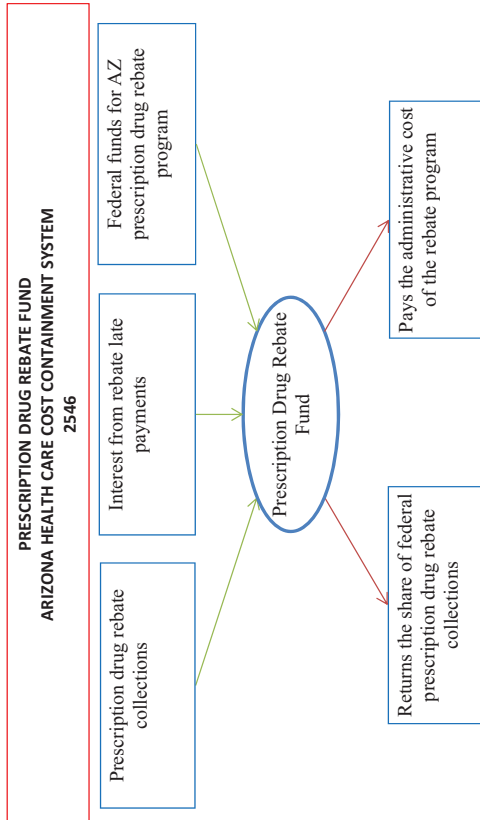 PRESCRIPTION DRUG REBATE FUND
ARIZONA HEALTH CARE COST CONTAINMENT SYSTEM
2546
Prescription drug rebate
collections
Interest from rebate late
payments
Federal funds for AZ
prescription drug rebate
program
Prescription Drug Rebate
Fund
Returns the share of federal
prescription drug rebate
collections
Pays the administrative cost
of the rebate program